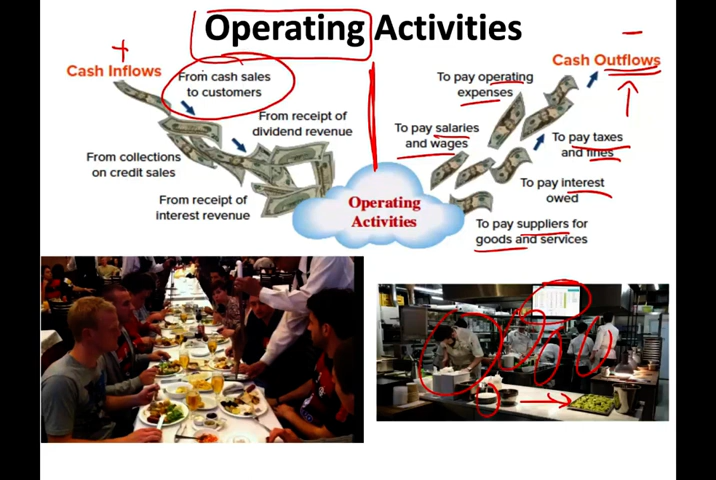 Operating Activities
+
−
Cash Inflows
From cash sales
to customers
From receipt of
dividend revenue
From collections
on credit sales
From receipt of
interest revenue
Operating
Activities
Cash Outflows
To pay operating
expenses
To pay salaries
and wages
To pay taxes
and fines
To pay interest
owed
To pay suppliers for
goods and services